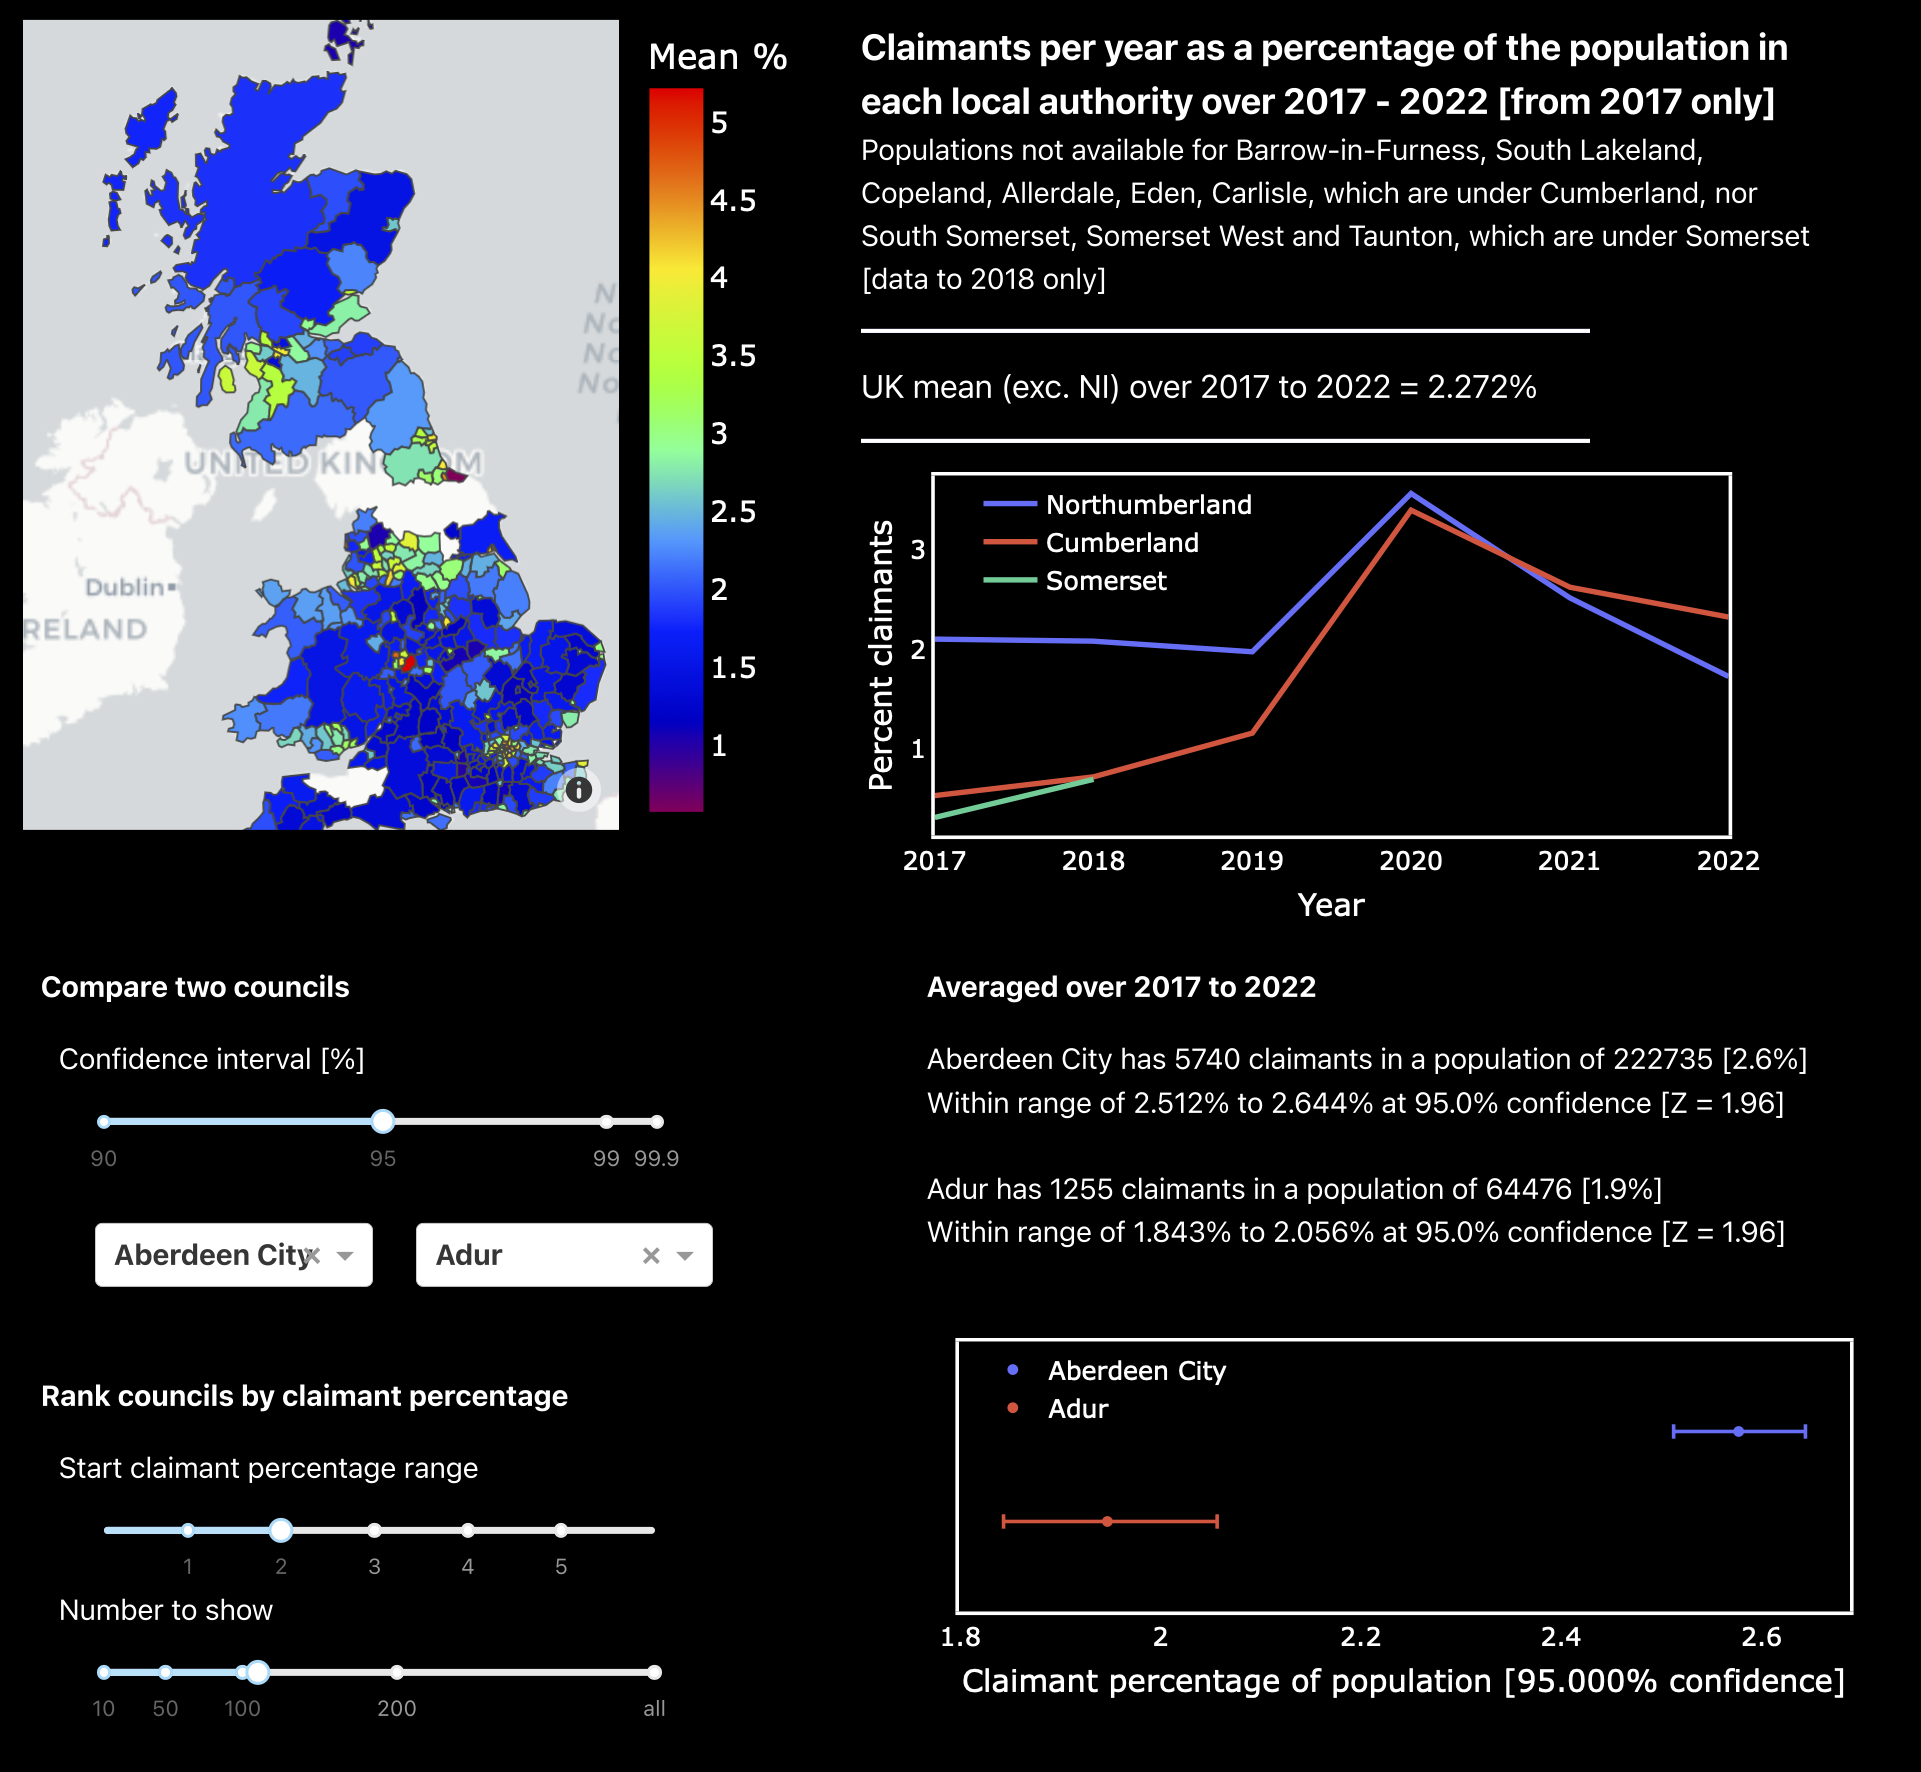 Mean %
5
4.5
4
3.5
3
2.5
2
1.5
1
UNITED KINGDOM
Dublin
RELAND
N
No
No
No
Claimants per year as a percentage of the population in
each local authority over 2017 - 2022 [from 2017 only]
Populations not available for Barrow-in-Furness, South Lakeland,
Copeland, Allerdale, Eden, Carlisle, which are under Cumberland, nor
South Somerset, Somerset West and Taunton, which are under Somerset
[data to 2018 only]
UK mean (exc. NI) over 2017 to 2022 = 2.272%
Northumberland
Cumberland
Somerset
Percent claimants
3
2
1
2017 2018 2019 2020 2021 2022
Year
Compare two councils
Confidence interval [%]
90 95 99 99.9
Aberdeen City
Adur
Averaged over 2017 to 2022
Aberdeen City has 5740 claimants in a population of 222735 [2.6%]
Within range of 2.512% to 2.644% at 95.0% confidence [Z = 1.96]
Adur has 1255 claimants in a population of 64476 [1.9%]
Within range of 1.843% to 2.056% at 95.0% confidence [Z = 1.96]
Rank councils by claimant percentage
Start claimant percentage range
1 2 3 4 5
Number to show
10 50 100 200 all
Aberdeen City
Adur
1.8 2 2.2 2.4 2.6
Claimant percentage of population [95.000% confidence]